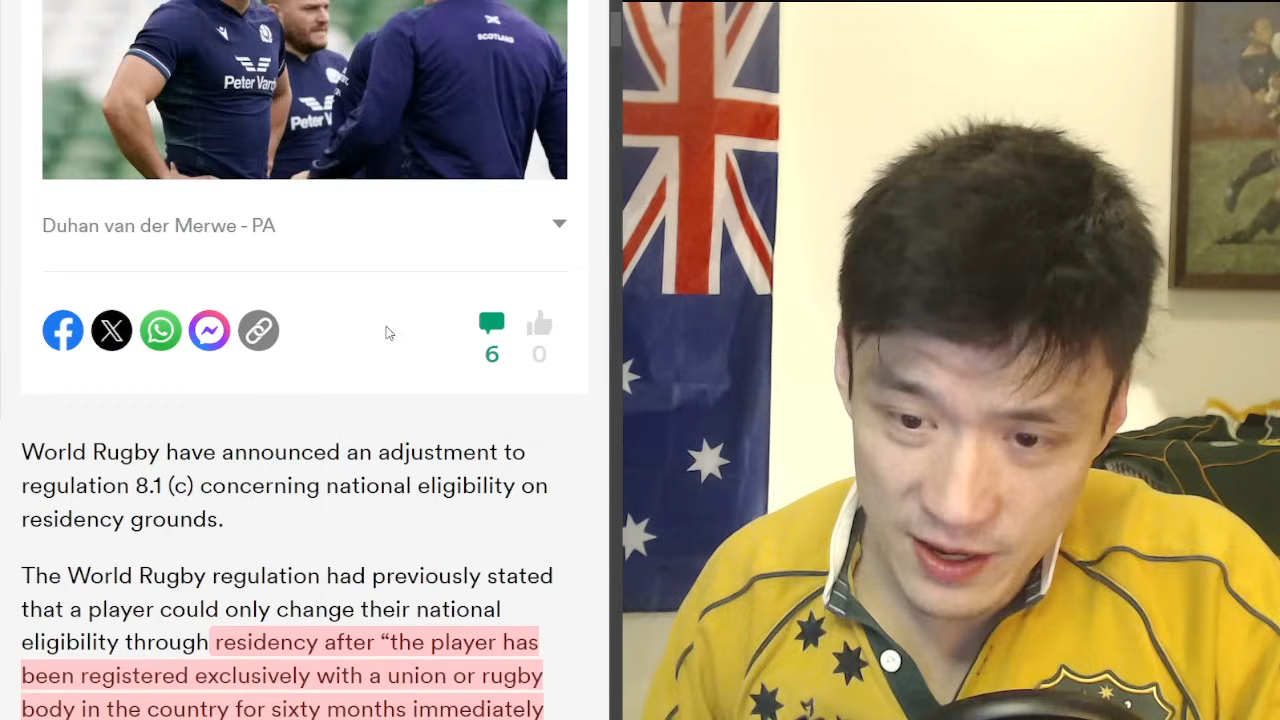 SCOTLAND
Peter Vard
Peter V
Duhan van der Merwe - PA
6
0
World Rugby have announced an adjustment to
regulation 8.1 (c) concerning national eligibility on
residency grounds.
The World Rugby regulation had previously stated
that a player could only change their national
eligibility through residency after “the player has
been registered exclusively with a union or rugby
body in the country for sixty months immediately